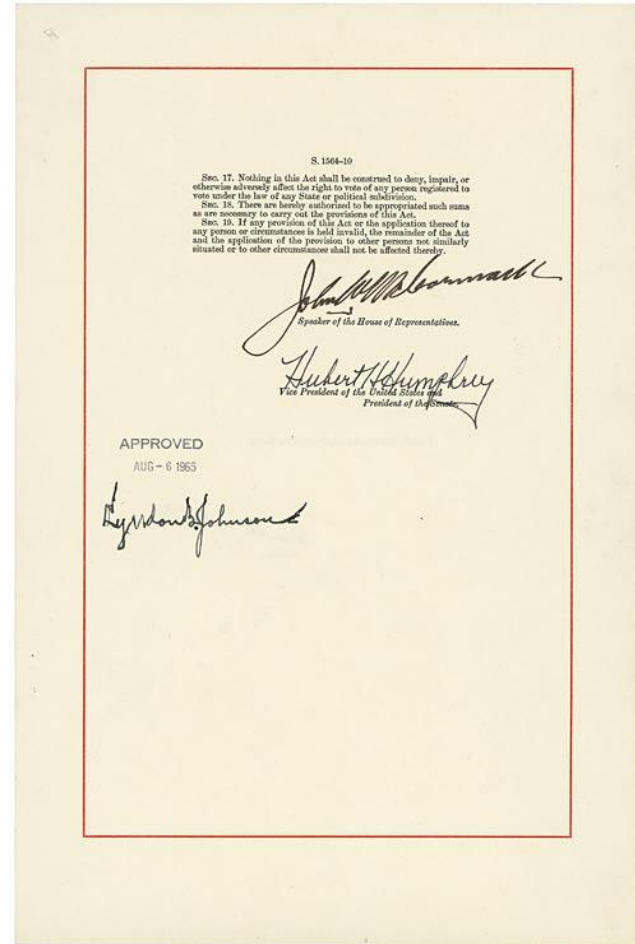 S. 1564-10
SEC. 17. Nothing in this Act shall be construed to deny, impair, or
otherwise adversely affect the right to vote of any person registered to
vote under the law of any State or political subdivision.
SEC. 18. There are hereby authorized to be appropriated such sums
as are necessary to carry out the provisions of this Act.
SEC. 19. If any provision of this Act or the application thereof to
any person or circumstances is held invalid, the remainder of the Act
and the application of the provision to other persons not similarly
situated or to other circumstances shall not be affected thereby.
John W McCormack
Speaker of the House of Representatives.
Hubert H Humphrey
Vice President of the United States and
President of the Senate.
APPROVED
AUG - 6 1965
Lyndon B. Johnson